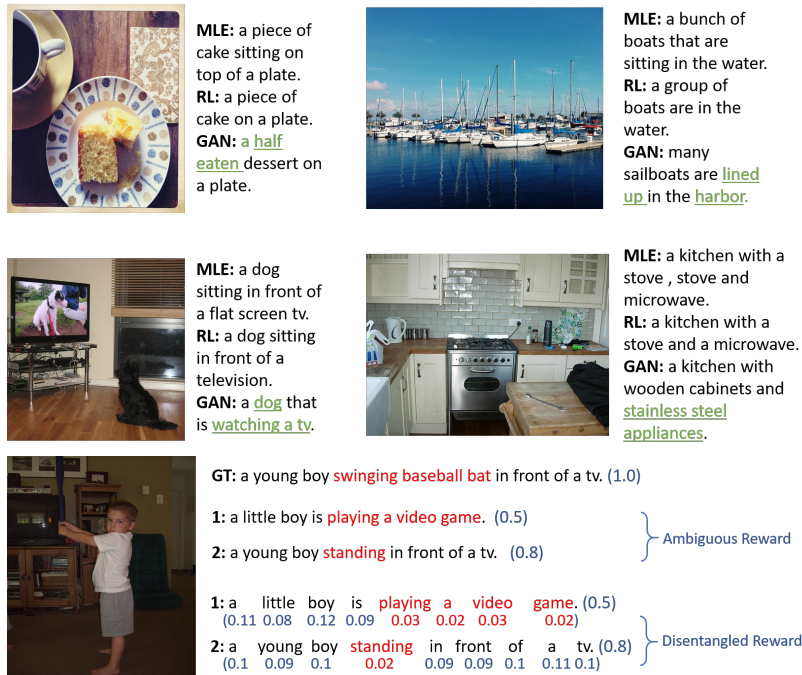 MLE: a piece of
cake sitting on
top of a plate.
RL: a piece of
cake on a plate.
GAN: a half
eaten dessert on
a plate.
MLE: a bunch of
boats that are
sitting in the water.
RL: a group of
boats are in the
water.
GAN: many
sailboats are lined
up in the harbor.
MLE: a dog
sitting in front of
a flat screen tv.
RL: a dog sitting
in front of a
television.
GAN: a dog that
is watching a tv.
MLE: a kitchen with a
stove , stove and
microwave.
RL: a kitchen with a
stove and a microwave.
GAN: a kitchen with
wooden cabinets and
stainless steel
appliances.
GT: a young boy swinging baseball bat in front of a tv. (1.0)
1: a little boy is playing a video game. (0.5)
2: a young boy standing in front of a tv. (0.8)
Ambiguous Reward
1: a little boy is playing a video game. (0.5)
(0.11 0.08 0.12 0.09 0.03 0.02 0.03 0.02)
2: a young boy standing in front of a tv. (0.8)
(0.1 0.09 0.1 0.02 0.09 0.09 0.1 0.11 0.1)
Disentangled Reward